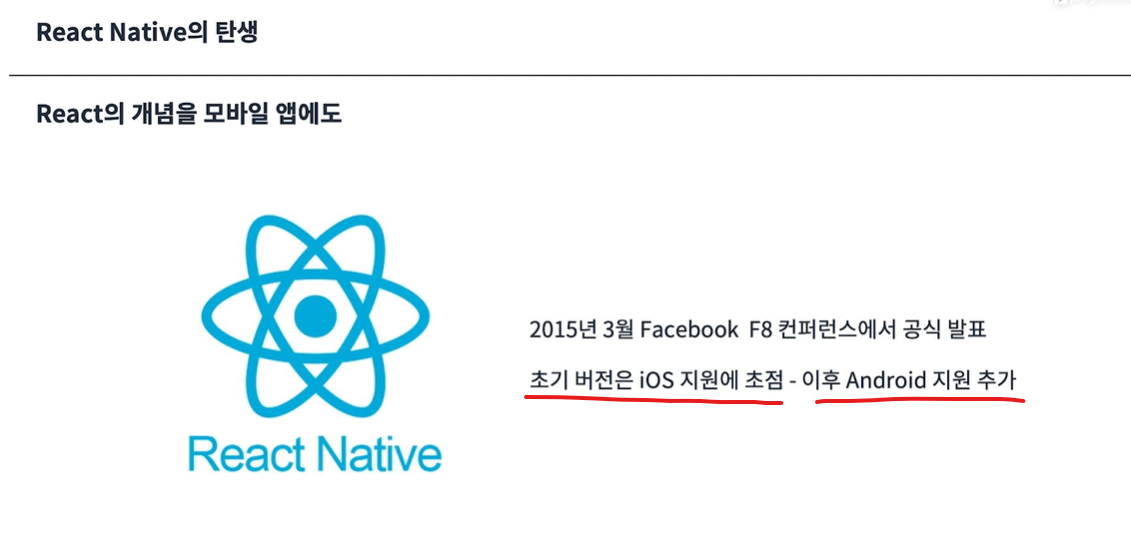 React Native의 탄생
React의 개념을 모바일 앱에도
React Native
2015년 3월 Facebook F8 컨퍼런스에서 공식 발표
초기 버전은 iOS 지원에 초점 - 이후 Android 지원 추가